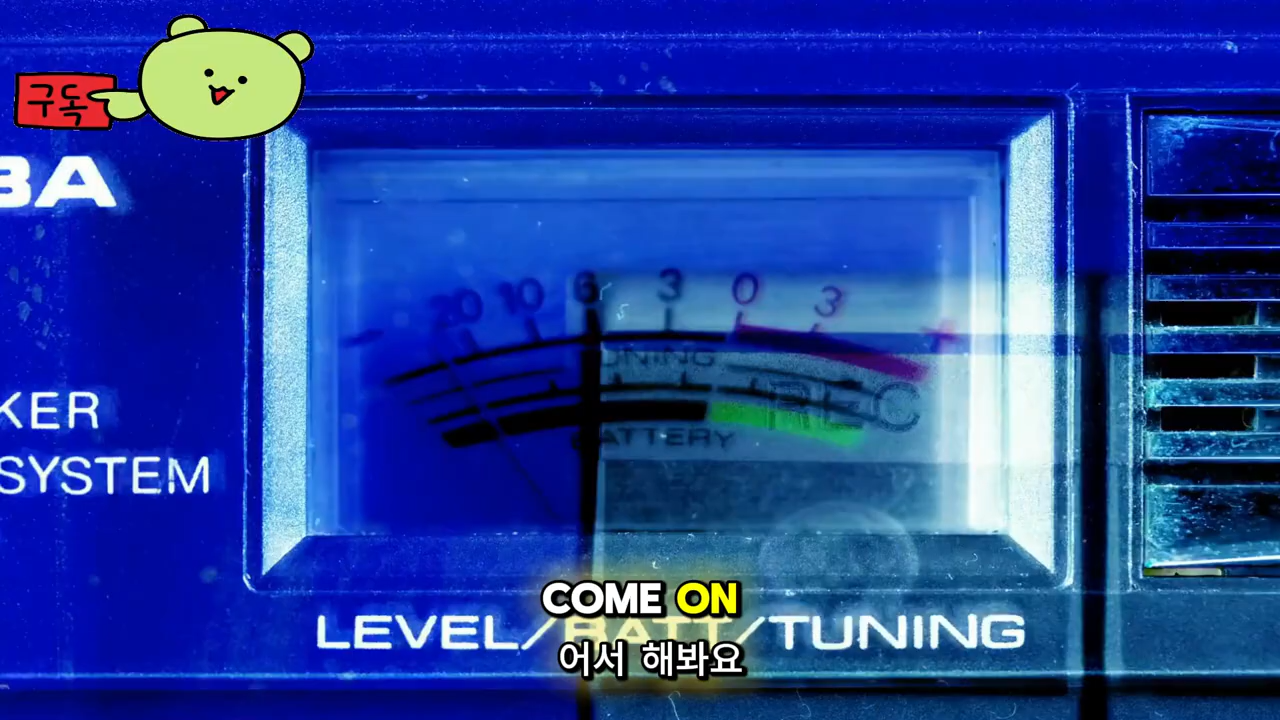 구독
BA
20 10 6 3 0 3 +
TUNING
REC
BATTERY
KER
SYSTEM
COME ON
LEVEL/BATT/TUNING
어서 해봐요